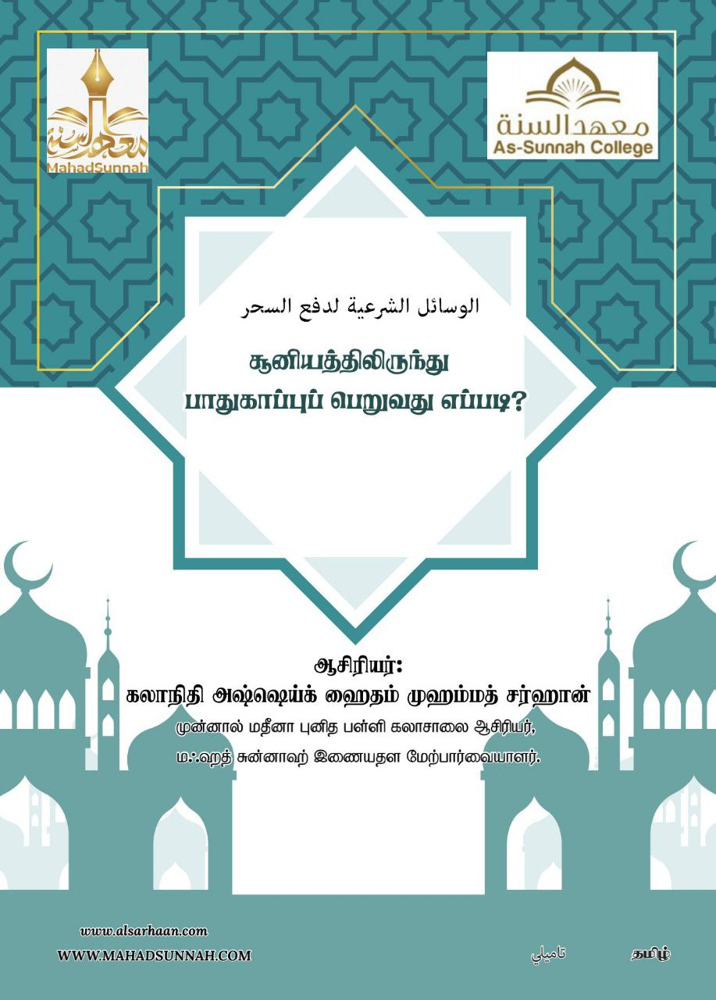 معهد السنة
MahadSunnah
معهد السنة
As-Sunnah College
الوسائل الشرعية لدفع السحر
சூனியத்திலிருந்து
பாதுகாப்புப் பெறுவது எப்படி?
ஆசிரியர்:
கலாநிதி அஷ்ஷெய்க் ஹைதம் முஹம்மத் சர்ஹான்
முன்னால் மதீனா புனித பள்ளி கலாசாலை ஆசிரியர்,
மஃஹத் சுன்னாஹ் இணையதள மேற்பார்வையாளர்.
www.alsarhaan.com
WWW.MAHADSUNNAH.COM
تاميلي
தமிழ்